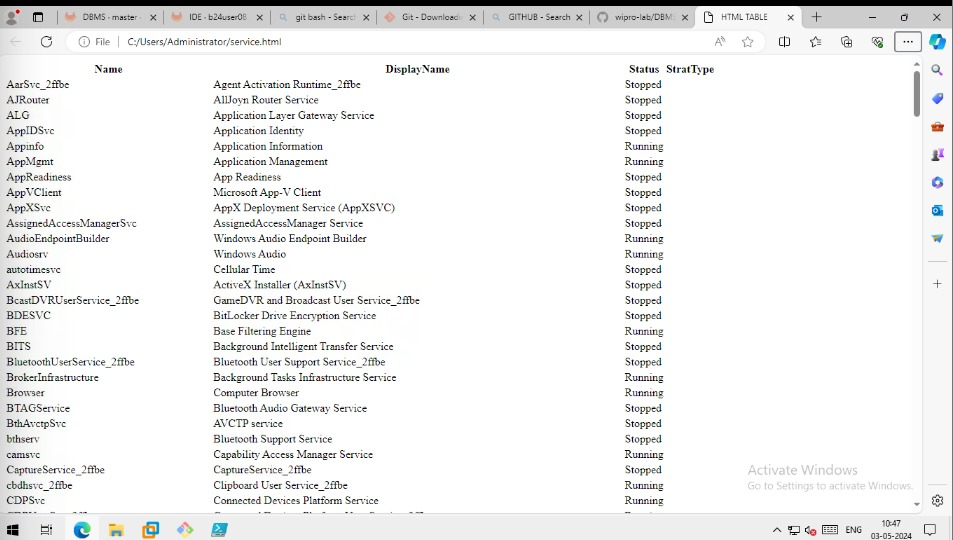 DBMS · master ·
IDE · b24user08
git bash - Search
Git - Downloadi
GITHUB - Search
wipro-lab/DBMS
HTML TABLE
File
C:/Users/Administrator/service.html
Name DisplayName Status StratType
AarSvc_2ffbe Agent Activation Runtime_2ffbe Stopped
AJRouter AllJoyn Router Service Stopped
ALG Application Layer Gateway Service Stopped
AppIDSvc Application Identity Stopped
Appinfo Application Information Running
AppMgmt Application Management Running
AppReadiness App Readiness Stopped
AppVClient Microsoft App-V Client Stopped
AppXSvc AppX Deployment Service (AppXSVC) Stopped
AssignedAccessManagerSvc AssignedAccessManager Service Stopped
AudioEndpointBuilder Windows Audio Endpoint Builder Running
Audiosrv Windows Audio Running
autotimesvc Cellular Time Stopped
AxInstSV ActiveX Installer (AxInstSV) Stopped
BcastDVRUserService_2ffbe GameDVR and Broadcast User Service_2ffbe Stopped
BDESVC BitLocker Drive Encryption Service Stopped
BFE Base Filtering Engine Running
BITS Background Intelligent Transfer Service Stopped
BluetoothUserService_2ffbe Bluetooth User Support Service_2ffbe Stopped
BrokerInfrastructure Background Tasks Infrastructure Service Running
Browser Computer Browser Running
BTAGService Bluetooth Audio Gateway Service Stopped
BthAvctpSvc AVCTP service Stopped
bthserv Bluetooth Support Service Stopped
camsvc Capability Access Manager Service Running
CaptureService_2ffbe CaptureService_2ffbe Stopped
cbdhsvc_2ffbe Clipboard User Service_2ffbe Running
CDPSvc Connected Devices Platform Service Running
Activate Windows
Go to Settings to activate Windows.
ENG
10:47
03-05-2024